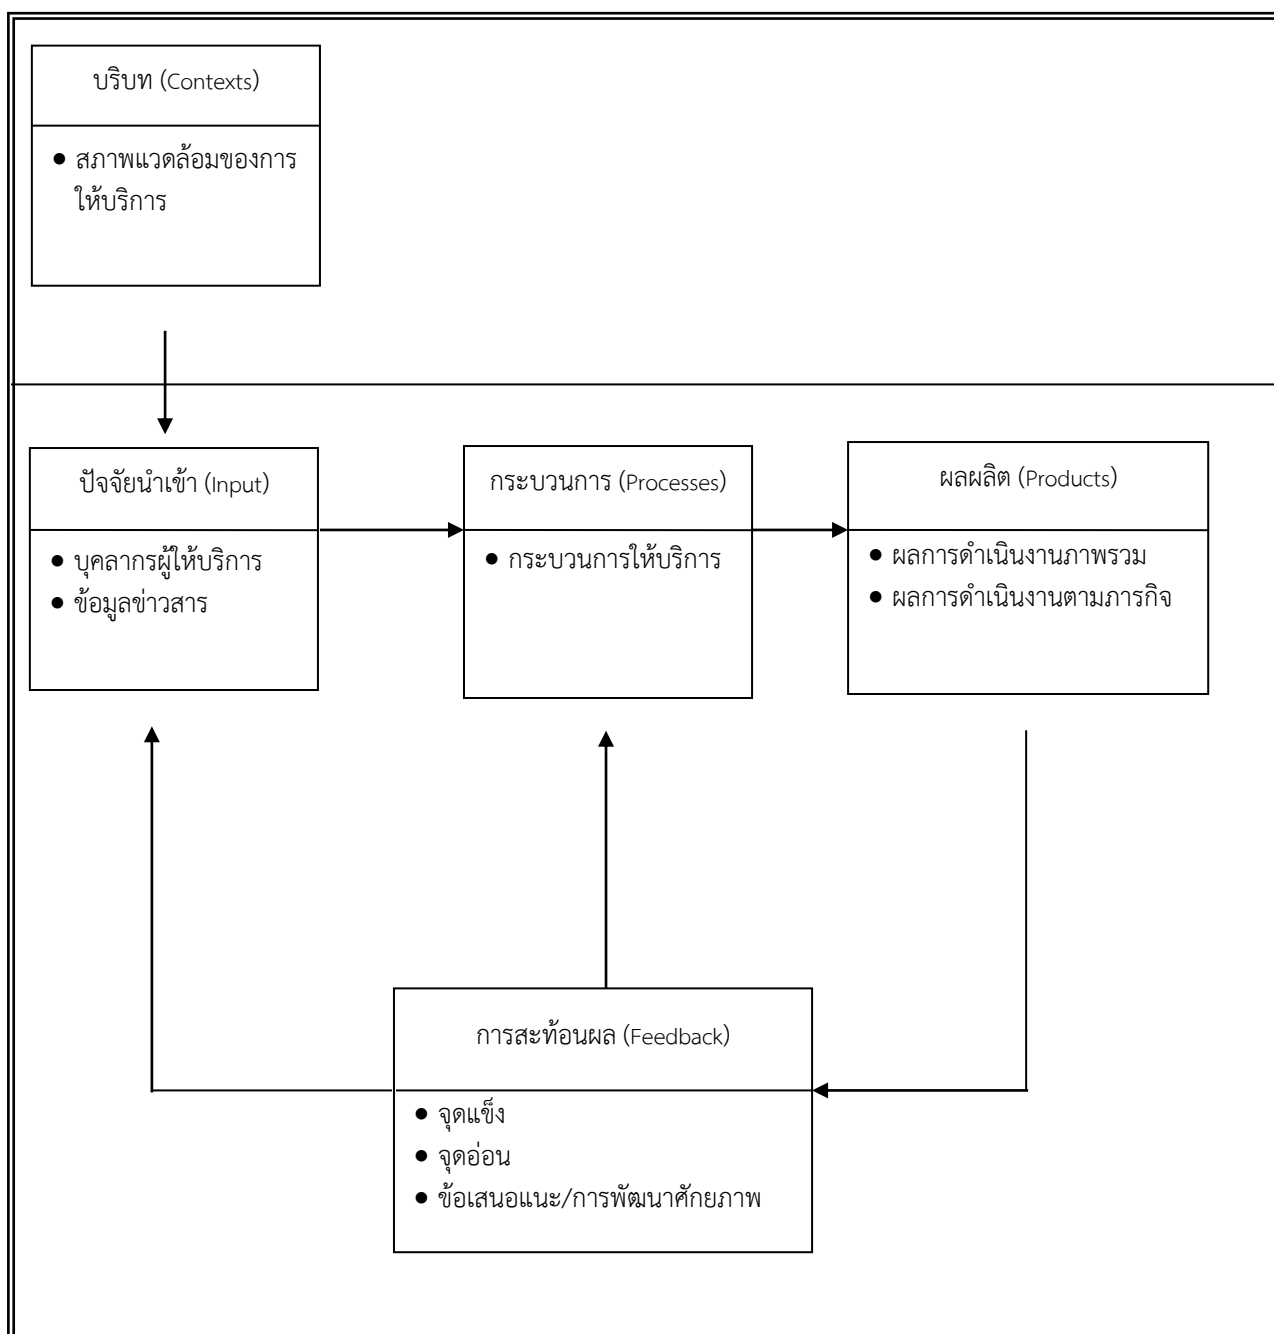 บริบท (Contexts)
● สภาพแวดล้อมของการ
ให้บริการ
ปัจจัยนำเข้า (Input)
● บุคลากรผู้ให้บริการ
● ข้อมูลข่าวสาร
กระบวนการ (Processes)
● กระบวนการให้บริการ
ผลผลิต (Products)
● ผลการดำเนินงานภาพรวม
● ผลการดำเนินงานตามภารกิจ
การสะท้อนผล (Feedback)
● จุดแข็ง
● จุดอ่อน
● ข้อเสนอแนะ/การพัฒนาศักยภาพ